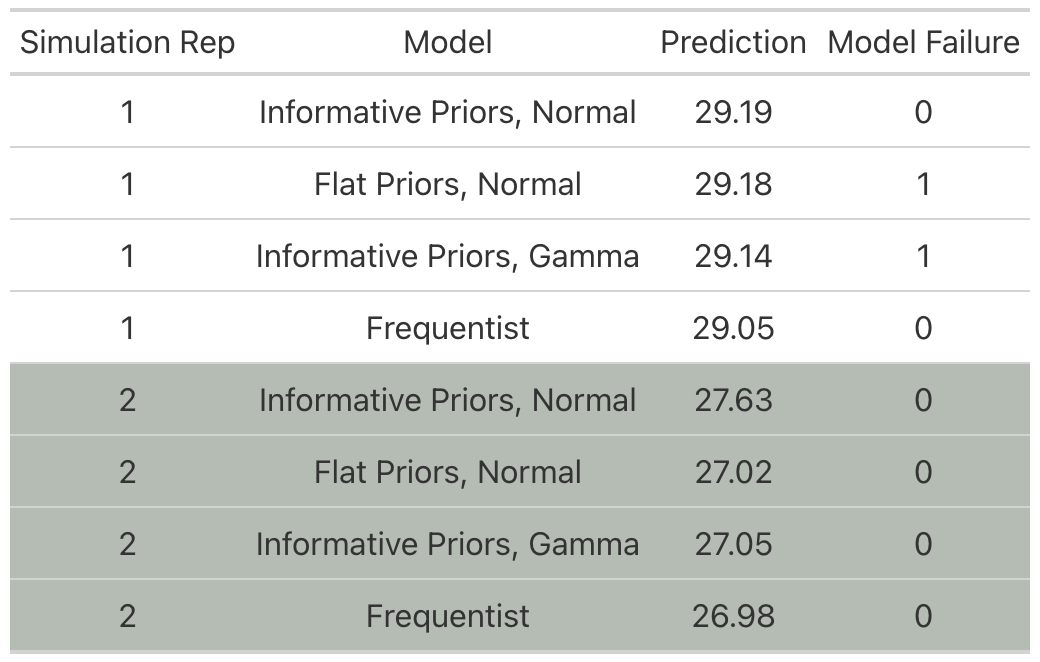 Simulation Rep Model Prediction Model Failure
1 Informative Priors, Normal 29.19 0
1 Flat Priors, Normal 29.18 1
1 Informative Priors, Gamma 29.14 1
1 Frequentist 29.05 0
2 Informative Priors, Normal 27.63 0
2 Flat Priors, Normal 27.02 0
2 Informative Priors, Gamma 27.05 0
2 Frequentist 26.98 0